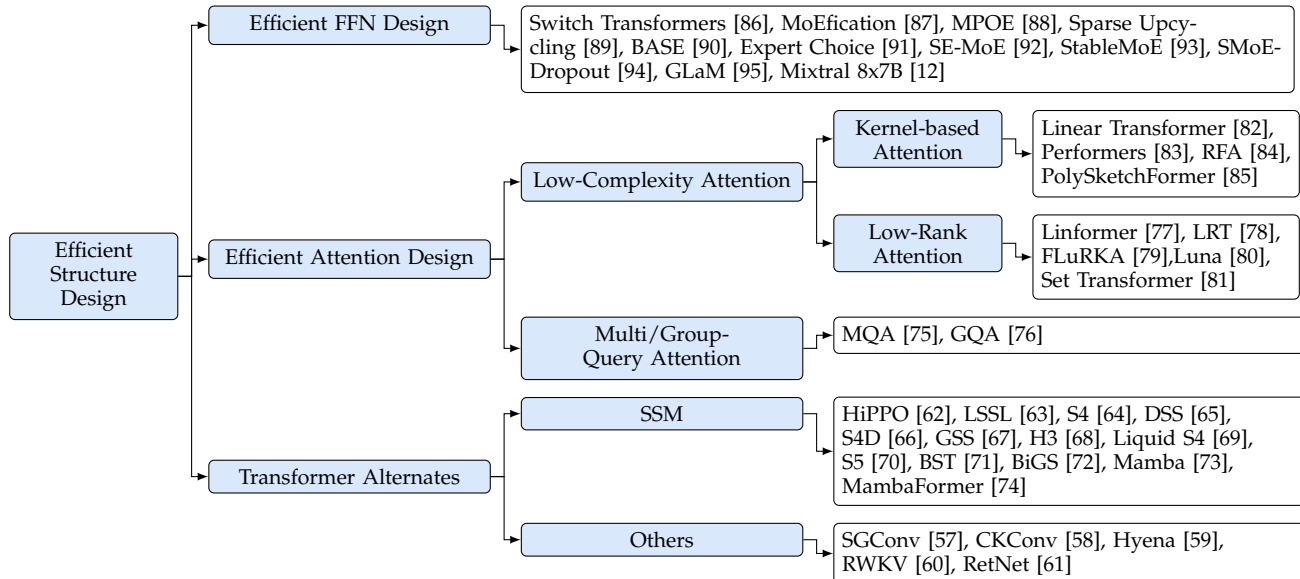 Efficient FFN Design
Switch Transformers [86], MoEfication [87], MPOE [88], Sparse Upcy-
cling [89], BASE [90], Expert Choice [91], SE-MoE [92], StableMoE [93], SMoE-
Dropout [94], GLaM [95], Mixtral 8x7B [12]
Kernel-based
Attention
Linear Transformer [82],
Performers [83], RFA [84],
PolySketchFormer [85]
Low-Complexity Attention
Low-Rank
Attention
Linformer [77], LRT [78],
FLuRKA [79],Luna [80],
Set Transformer [81]
Efficient
Structure
Design
Efficient Attention Design
Multi/Group-
Query Attention
MQA [75], GQA [76]
SSM
HiPPO [62], LSSL [63], S4 [64], DSS [65],
S4D [66], GSS [67], H3 [68], Liquid S4 [69],
S5 [70], BST [71], BiGS [72], Mamba [73],
MambaFormer [74]
Transformer Alternates
Others
SGConv [57], CKConv [58], Hyena [59],
RWKV [60], RetNet [61]